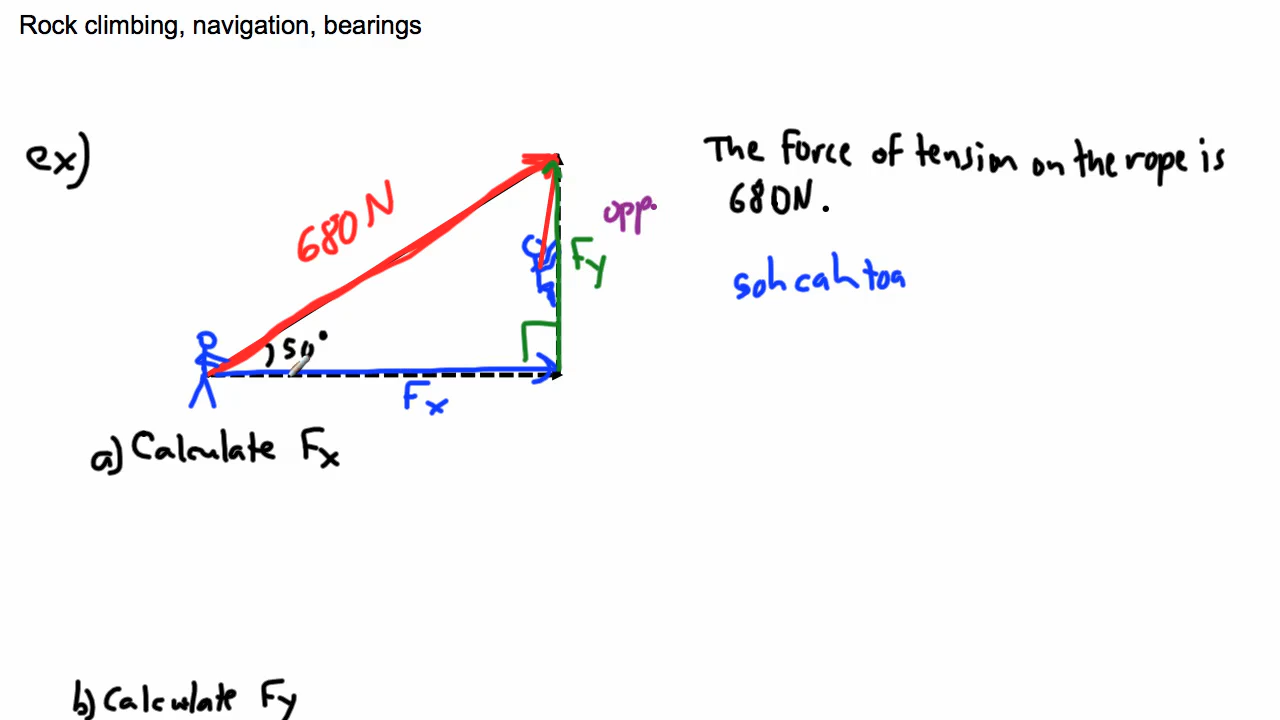 Rock climbing, navigation, bearings
ex)
The force of tension on the rope is
680N.
680N
opp.
Fy
sohcahtoa
50°
Fx
a) Calculate Fx
b) Calculate Fy